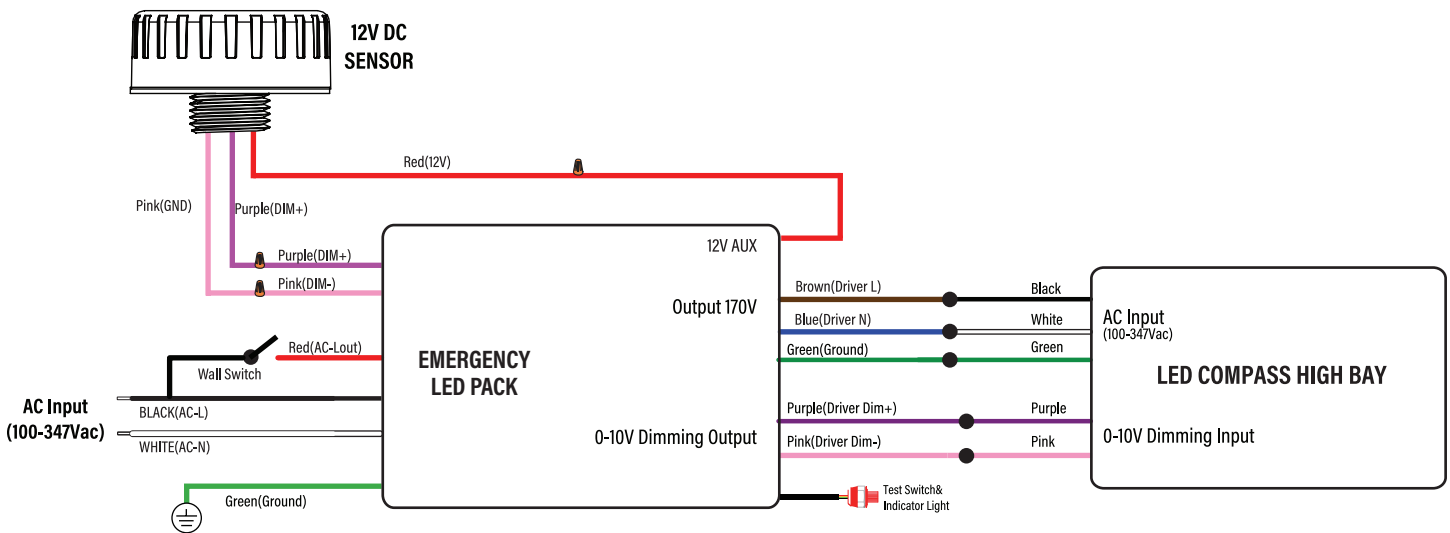 12V DC
SENSOR
Red(12V)
Pink(GND)
Purple(DIM+)
Purple(DIM+)
Pink(DIM-)
12V AUX
Output 170V
Brown(Driver L)
Black
Blue(Driver N)
White
Green(Ground)
Green
AC Input
(100-347Vac)
Red(AC-Lout)
Wall Switch
EMERGENCY
LED PACK
LED COMPASS HIGH BAY
AC Input
(100-347Vac)
BLACK(AC-L)
WHITE(AC-N)
Purple(Driver Dim+)
Purple
0-10V Dimming Output
Pink(Driver Dim-)
Pink
0-10V Dimming Input
Green(Ground)
Test Switch&
Indicator Light